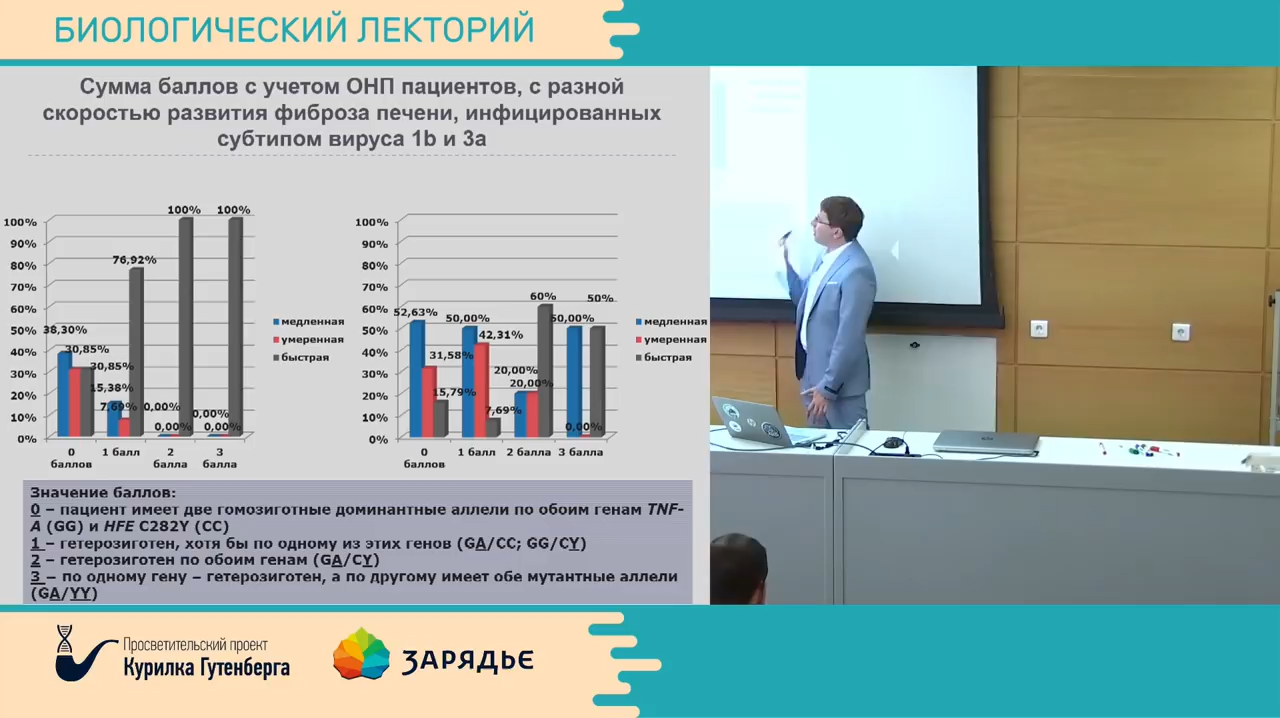 БИОЛОГИЧЕСКИЙ ЛЕКТОРИЙ
Сумма баллов с учетом ОНП пациентов, с разной
скоростью развития фиброза печени, инфицированных
субтипом вируса 1b и 3a
100%
90%
80%
70%
60%
50%
40%
30%
20%
10%
0%
38,30%
30,85%
30,85%
15,38%
7,69%
76,92%
0,00%
0,00%
100%
0,00%
0,00%
100%
0
баллов
1 балл
2
балла
3
балла
медленная
умеренная
быстрая
100%
90%
80%
70%
60%
50%
40%
30%
20%
10%
0%
52,63%
31,58%
15,79%
50,00%
42,31%
7,69%
20,00%
20,00%
60%
50,00%
0,00%
50%
0
баллов
1 балл
2 балла
3 балла
медленная
умеренная
быстрая
Значение баллов:
0 – пациент имеет две гомозиготные доминантные аллели по обоим генам TNF-
A (GG) и HFE C282Y (CC)
1 – гетерозиготен, хотя бы по одному из этих генов (GA/CC; GG/CY)
2 – гетерозиготен по обоим генам (GA/CY)
3 – по одному гену – гетерозиготен, а по другому имеет обе мутантные аллели
(GA/YY)
Просветительский проект
Курилка Гутенберга
ЗАРЯДЬЕ